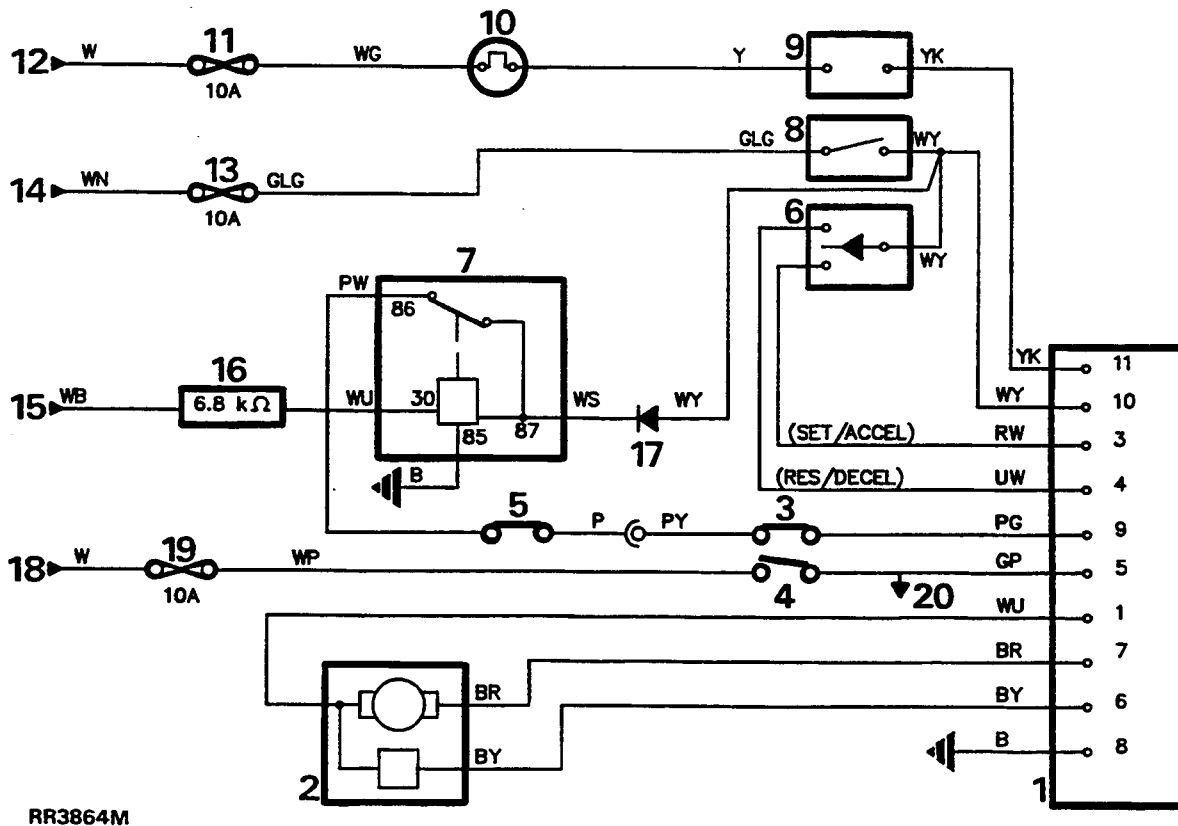 12 W 11 WG 10 Y 9 YK
10A
14 WN 13 GLG GLG 8 WY
10A
6 WY
7
PW 86
15 WB 16 6.8 kΩ WU 30 85 87 WS 17 WY
B
YK 11
WY 10
(SET/ACCEL) RW 3
(RES/DECEL) UW 4
5 P PY 3 PG 9
18 W 19 WP 4 20 GP 5
10A
WU 1
BR BR 7
BY BY 6
B 8
2 1
RR3864M